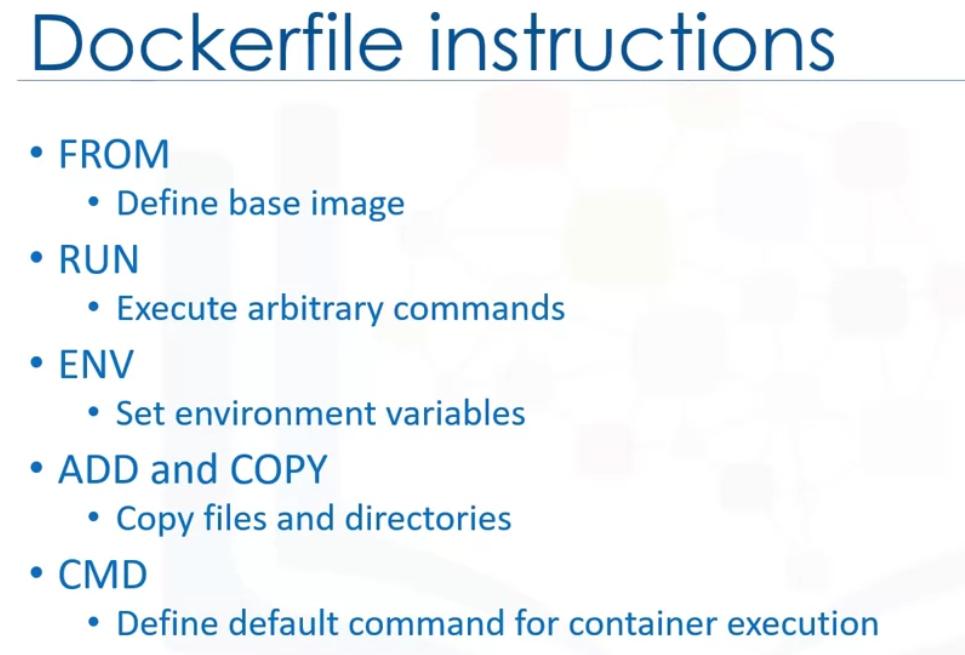 Dockerfile instructions
• FROM
• Define base image
• RUN
• Execute arbitrary commands
• ENV
• Set environment variables
• ADD and COPY
• Copy files and directories
• CMD
• Define default command for container execution